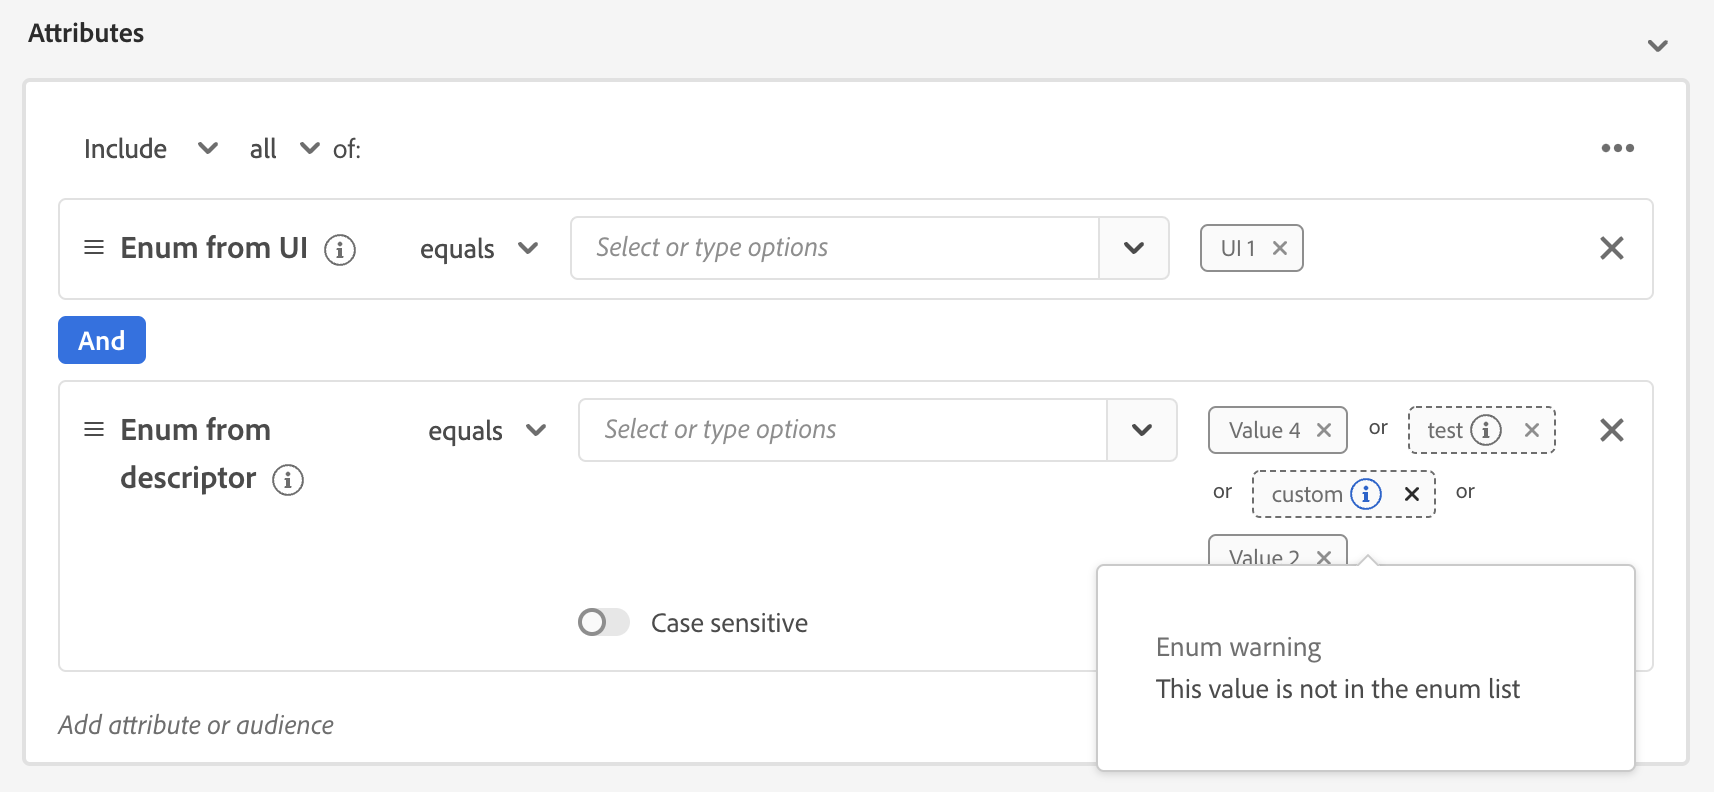 Attributes
Include all of:
Enum from UI equals Select or type options UI 1
And
Enum from descriptor equals Select or type options Value 4 or test
or custom or
Value 2
Case sensitive
Enum warning
This value is not in the enum list
Add attribute or audience